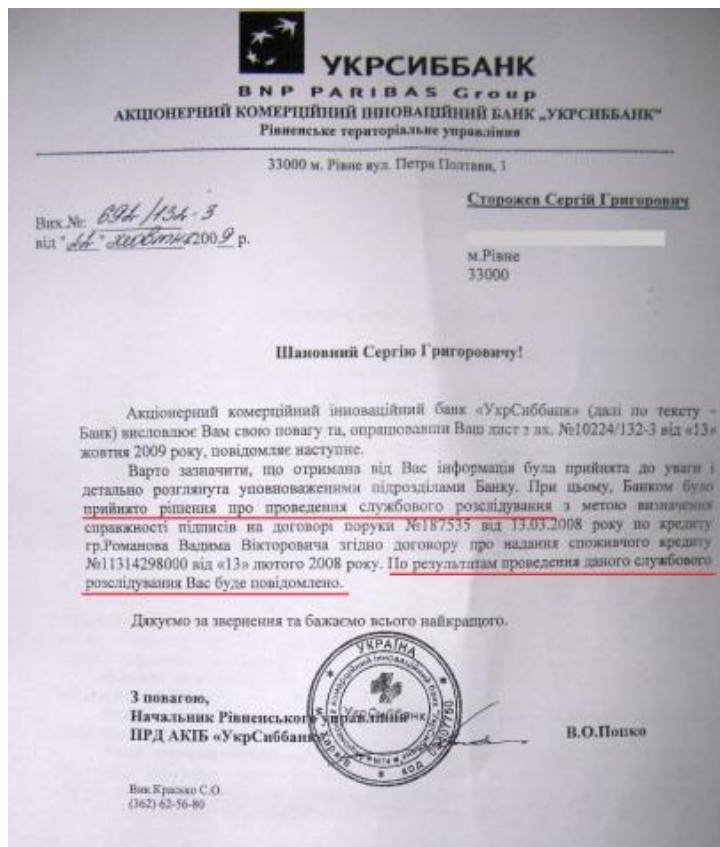 УКРСИББАНК
BNP PARIBAS Group
АКЦІОНЕРНИЙ КОМЕРЦІЙНИЙ ІННОВАЦІЙНИЙ БАНК „УКРСИББАНК"
Рівненське територіальне управління
33000 м. Рівне вул. Петра Полтави, 1
Сторожев Сергій Григорович
Вих.№: 692/132-3
від "22" жовтня 2009 р.
м.Рівне
33000
Шановний Сергію Григоровичу!
Акціонерний комерційний інноваційний банк «УкрСиббанк» (далі по тексту –
Банк) висловлює Вам свою повагу та, опрацювавши Ваш лист з вх. №10224/132-3 від «13»
жовтня 2009 року, повідомляє наступне.
Варто зазначити, що отримана від Вас інформація була прийнята до уваги і
детально розглянута уповноваженими підрозділами Банку. При цьому, Банком було
прийнято рішення про проведення службового розслідування з метою визначення
справжності підписів на договорі поруки №187535 від 13.03.2008 року по кредиту
гр.Романова Вадима Вікторовича згідно договору про надання споживчого кредиту
№11314298000 від «13» лютого 2008 року. По результатам проведення даного службового
розслідування Вас буде повідомлено.
Дякуємо за звернення та бажаємо всього найкращого.
УКРАЇНА
УкрСиббанк
З повагою,
Начальник Рівненського управління
ПРД АКІБ «УкрСиббанк»
В.О.Попко
Вик.Красько С.О.
(362) 62-56-80